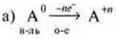 а) A⁰ —ne⁻→ A⁺ⁿ
в-ль о-с